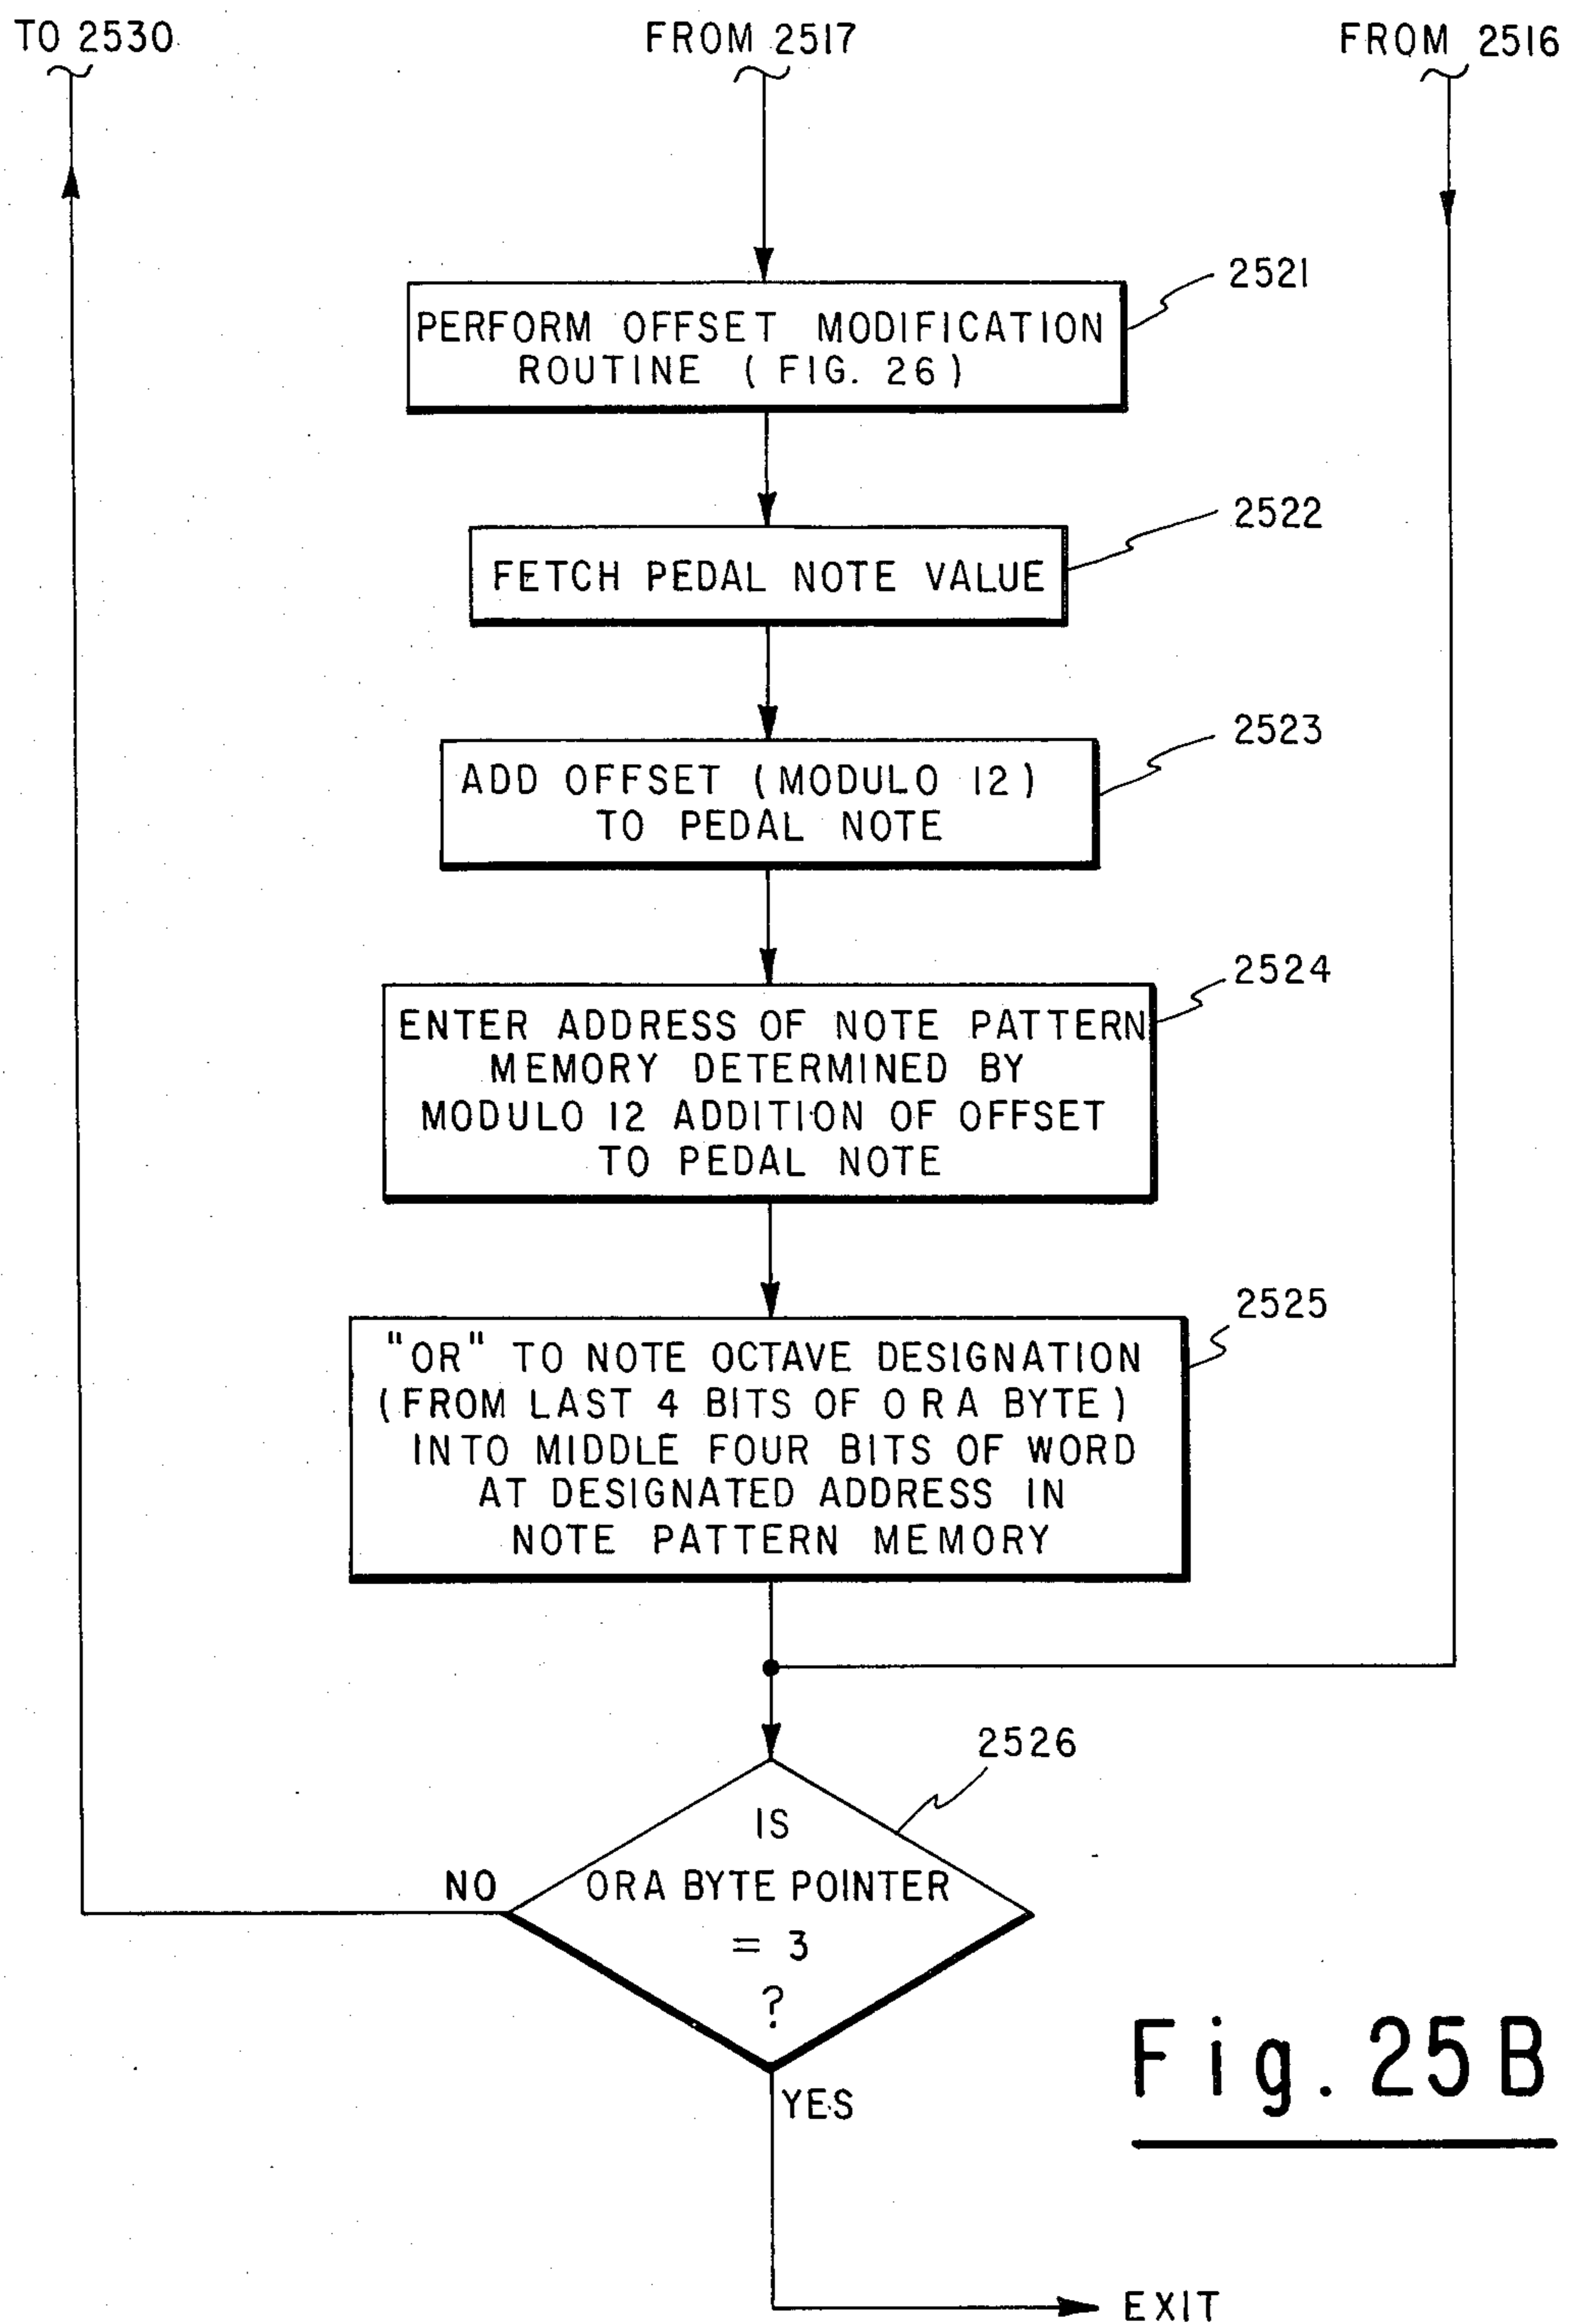 TO 2530
FROM 2517
FROM 2516
2521
PERFORM OFFSET MODIFICATION
ROUTINE ( FIG. 26 )
2522
FETCH PEDAL NOTE VALUE
2523
ADD OFFSET (MODULO 12)
TO PEDAL NOTE
2524
ENTER ADDRESS OF NOTE PATTERN
MEMORY DETERMINED BY
MODULO 12 ADDITION OF OFFSET
TO PEDAL NOTE
2525
"OR" TO NOTE OCTAVE DESIGNATION
(FROM LAST 4 BITS OF ORA BYTE)
INTO MIDDLE FOUR BITS OF WORD
AT DESIGNATED ADDRESS IN
NOTE PATTERN MEMORY
2526
IS
ORA BYTE POINTER
= 3
?
NO
YES
EXIT
Fig. 25B